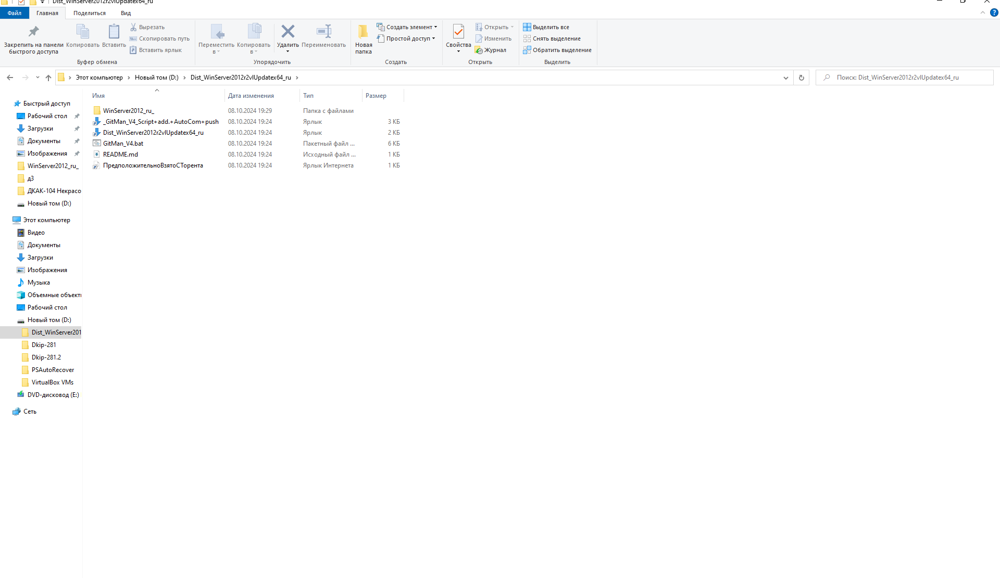 Dist_WinServer2012r2vlUpdatex64_ru
Файл Главная Поделиться Вид
Закрепить на панели быстрого доступа
Копировать
Вставить
Вырезать
Скопировать путь
Вставить ярлык
Буфер обмена
Переместить в
Копировать в
Удалить
Переименовать
Упорядочить
Новая папка
Создать элемент
Простой доступ
Создать
Свойства
Открыть
Изменить
Журнал
Открыть
Выделить все
Снять выделение
Обратить выделение
Выделить
Этот компьютер > Новый том (D:) > Dist_WinServer2012r2vlUpdatex64_ru >
Поиск: Dist_WinServer2012r2vlUpdatex64_ru
Быстрый доступ
Рабочий стол
Загрузки
Документы
Изображения
WinServer2012_ru_
д3
ДКАК-104 Некрасо
Новый том (D:)
Этот компьютер
Видео
Документы
Загрузки
Изображения
Музыка
Объемные объекты
Рабочий стол
Новый том (D:)
Dist_WinServer201
Dkip-281
Dkip-281.2
PSAutoRecover
VirtualBox VMs
DVD-дисковод (E:)
Сеть
Имя Дата изменения Тип Размер
WinServer2012_ru_ 08.10.2024 19:29 Папка с файлами
_GitMan_V4_Script+add.+AutoCom+push 08.10.2024 19:24 Ярлык 3 КБ
Dist_WinServer2012r2vlUpdatex64_ru 08.10.2024 19:24 Ярлык 2 КБ
GitMan_V4.bat 08.10.2024 19:24 Пакетный файл ... 6 КБ
README.md 08.10.2024 19:24 Исходный файл ... 1 КБ
ПредположительноВзятоСТорента 08.10.2024 19:24 Ярлык Интернета 1 КБ